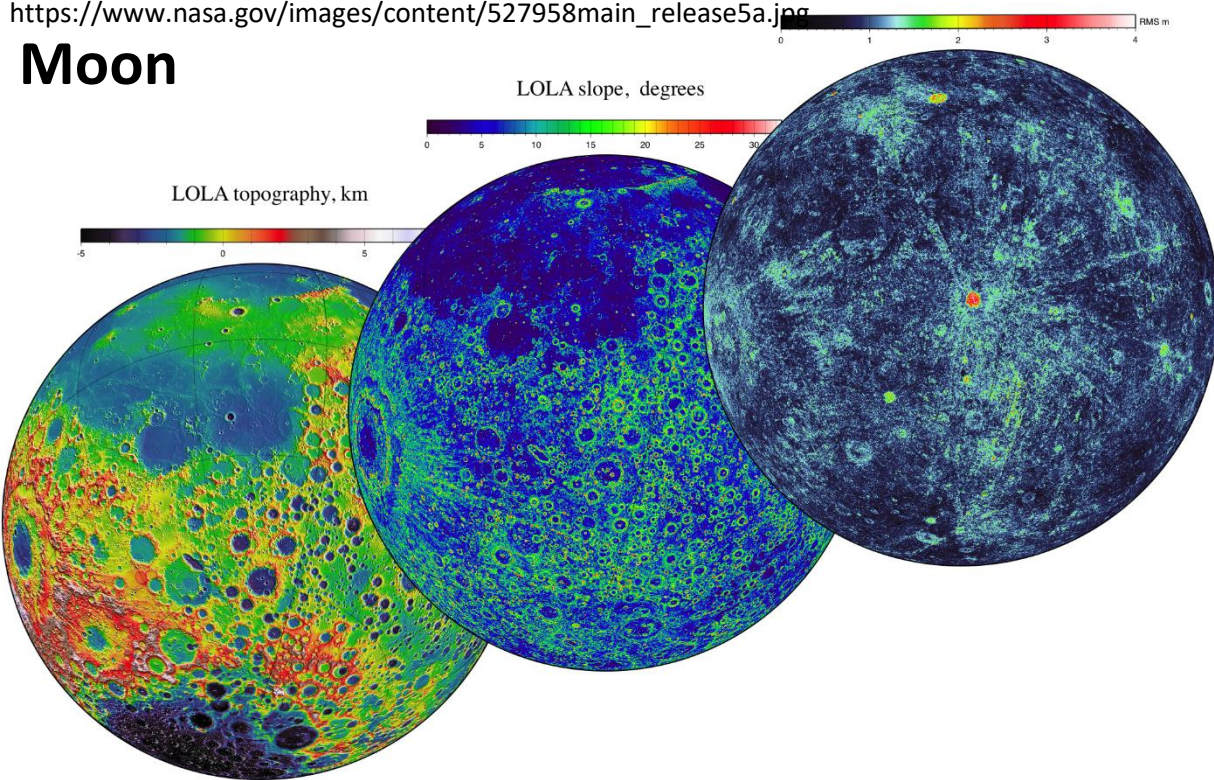 https://www.nasa.gov/images/content/527958main_release5a.jpg
Moon
RMS m
0 1 2 3 4
LOLA slope, degrees
0 5 10 15 20 25 30
LOLA topography, km
-5 0 5